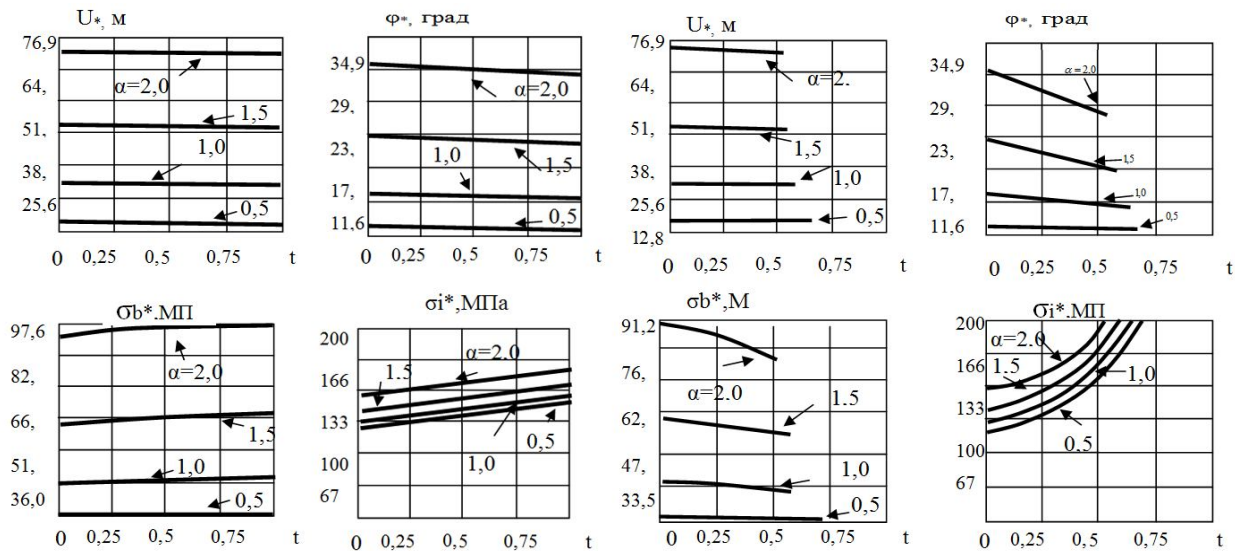 U*, м
76,9
64,
51,
38,
25,6
α=2,0
1,5
1,0
0,5
0 0,25 0,5 0,75 t
φ*, град
34,9
29,
23,
17,
11,6
α=2,0
1,0
1,5
0,5
0 0,25 0,5 0,75 t
U*, м
76,9
64,
51,
38,
25,6
12,8
α=2.
1,5
1,0
0,5
0 0,25 0,5 0,75 t
φ*, град
34,9
29,
23,
17,
11,6
α=2,0
1,5
1,0
0,5
0 0,25 0,5 0,75 t
σb*.МП
97,6
82,
66,
51,
36,0
α=2,0
1,5
1,0
0,5
0 0,25 0,5 0,75 t
σi*,МПа
200
166
133
100
67
α=2.0
1.5
0,5
1,0
0 0,25 0,5 0,75 t
σb*,М
91,2
76,
62,
47,
33,5
α=2.0
1.5
1,0
0,5
0 0,25 0,5 0,75 t
σi*.МП
200
166
133
100
67
α=2.0
1.5
1,0
0,5
0 0,25 0,5 0,75 t